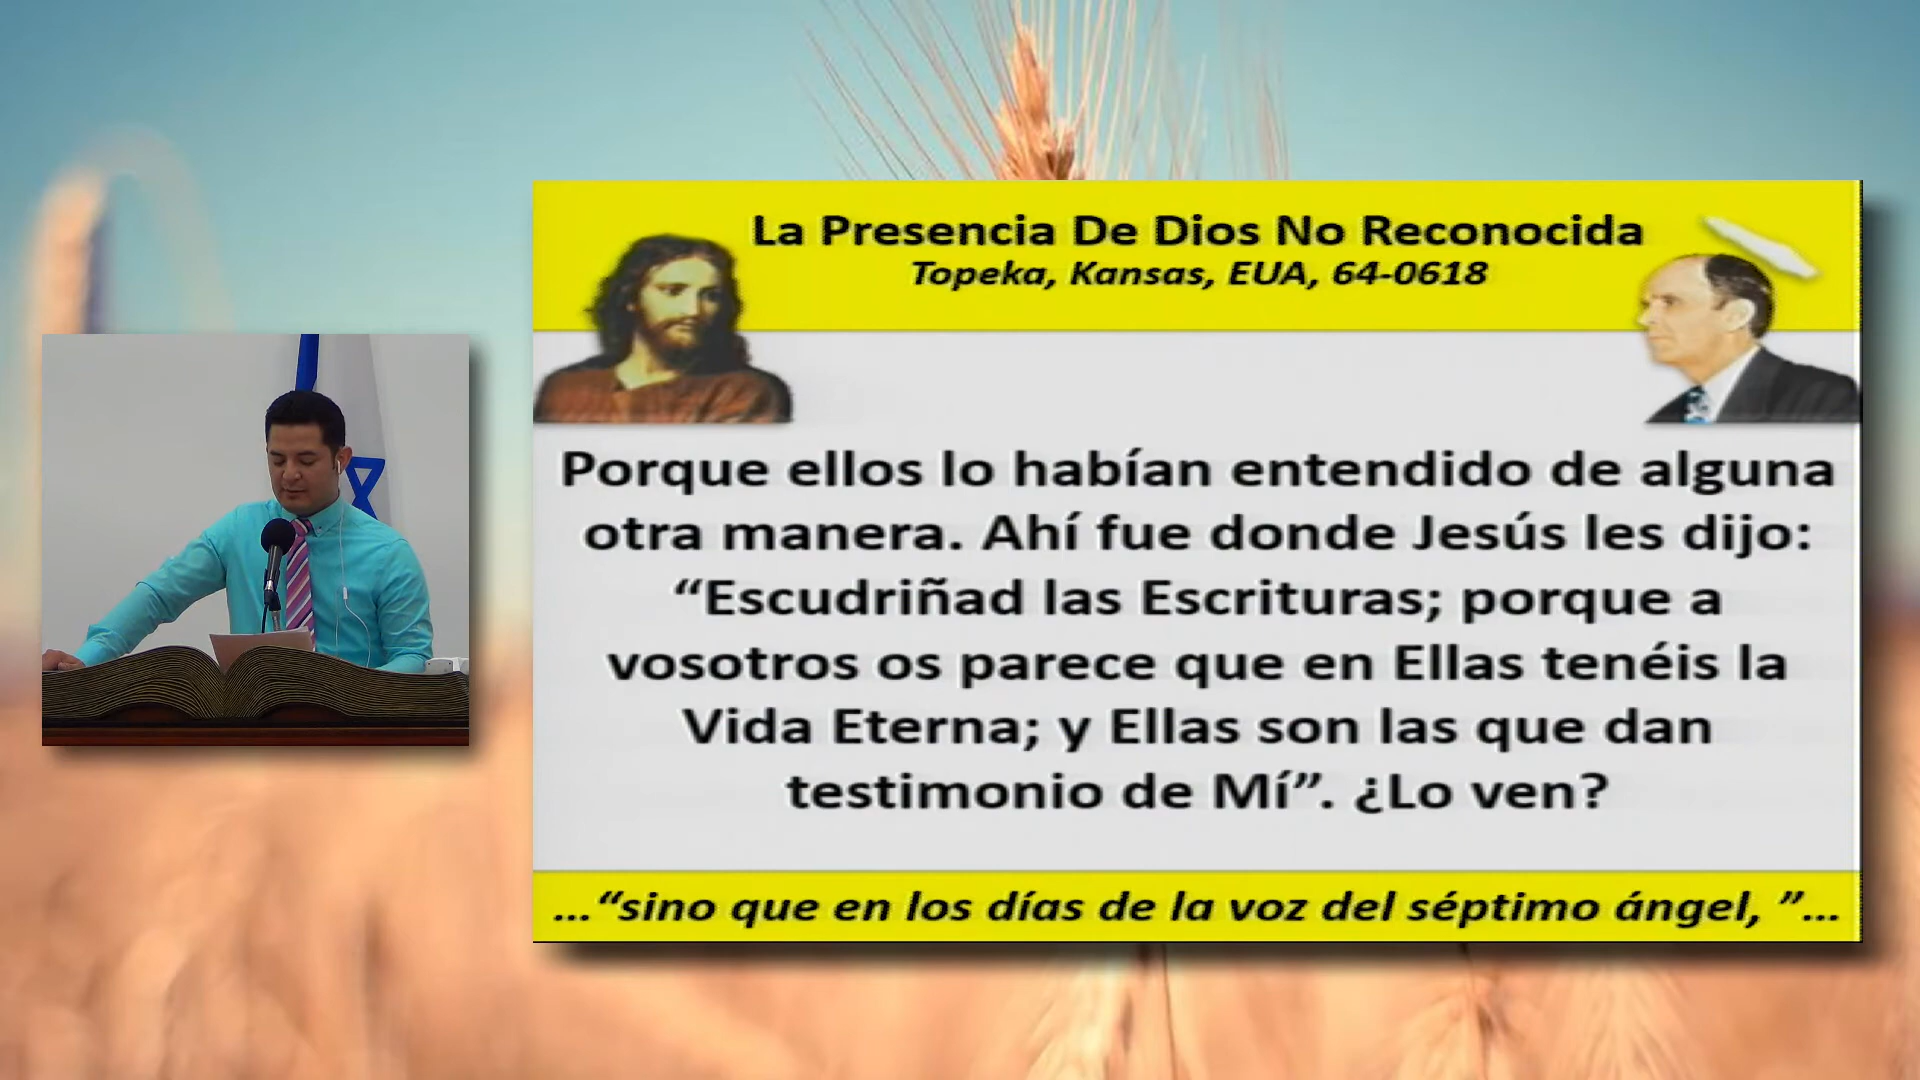 La Presencia De Dios No Reconocida
Topeka, Kansas, EUA, 64-0618
Porque ellos lo habían entendido de alguna
otra manera. Ahí fue donde Jesús les dijo:
“Escudriñad las Escrituras; porque a
vosotros os parece que en Ellas tenéis la
Vida Eterna; y Ellas son las que dan
testimonio de Mí”. ¿Lo ven?
...“sino que en los días de la voz del séptimo ángel, ”...